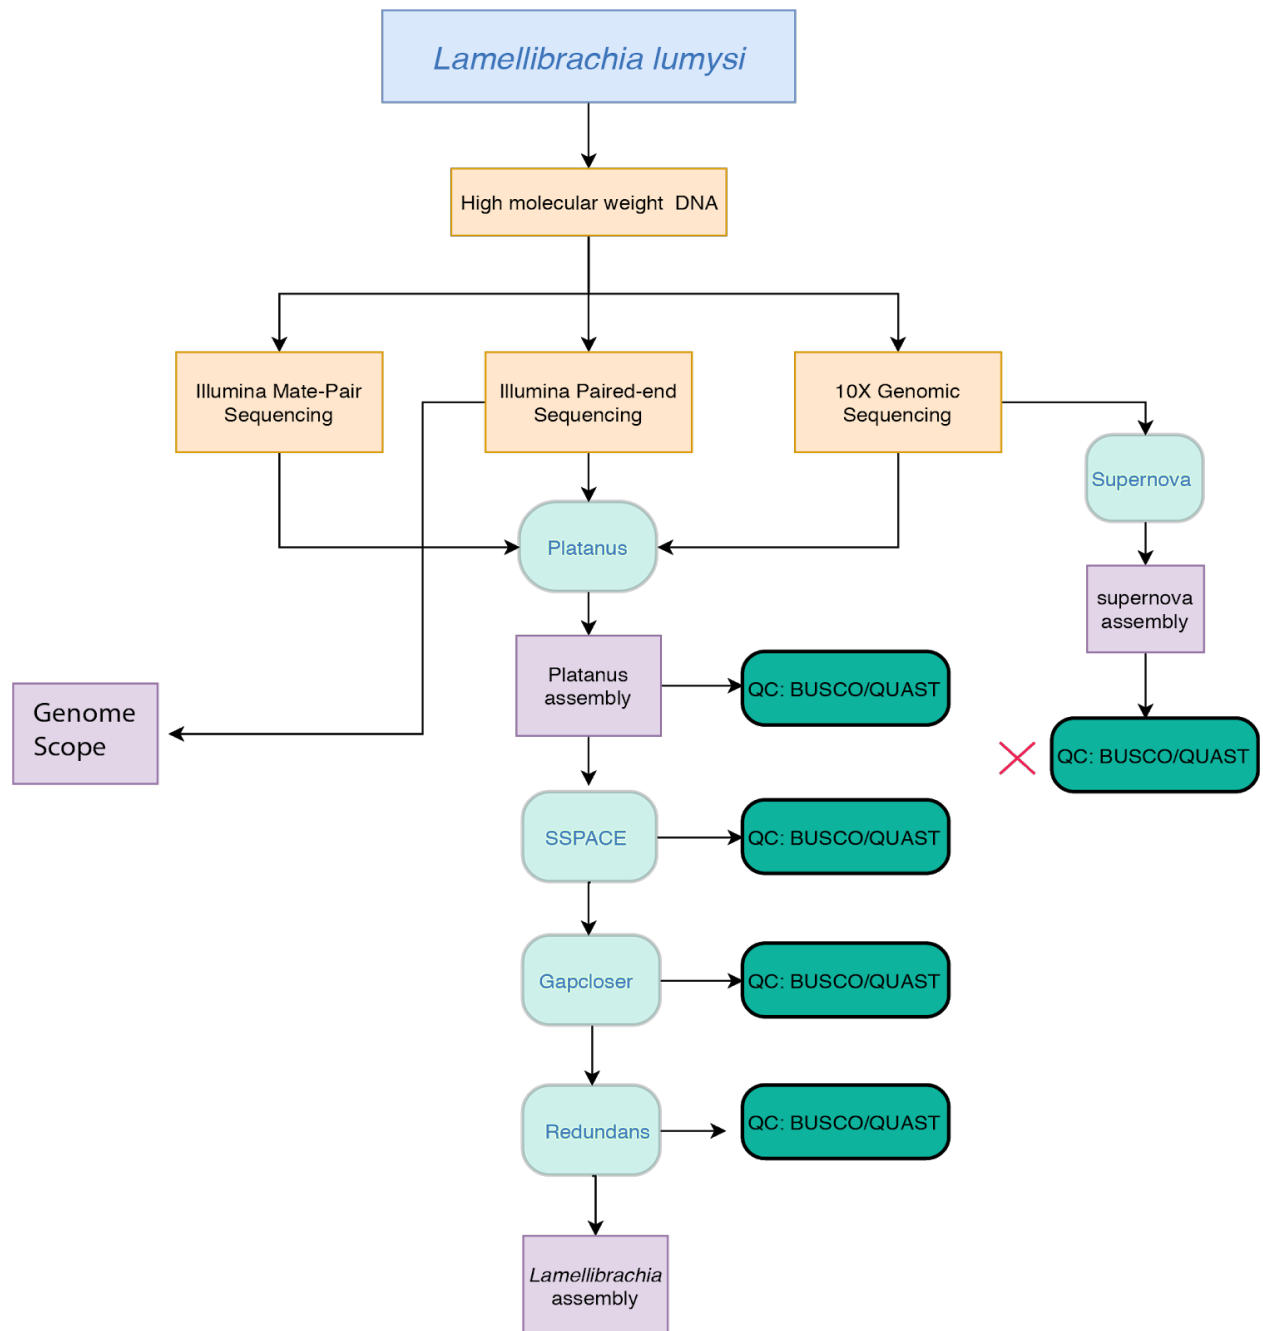 Lamellibrachia lumysi
High molecular weight DNA
Illumina Mate-Pair
Sequencing
Illumina Paired-end
Sequencing
10X Genomic
Sequencing
Supernova
Platanus
supernova
assembly
Platanus
assembly
QC: BUSCO/QUAST
Genome
Scope
QC: BUSCO/QUAST
SSPACE
QC: BUSCO/QUAST
Gapcloser
QC: BUSCO/QUAST
Redundans
QC: BUSCO/QUAST
Lamellibrachia
assembly